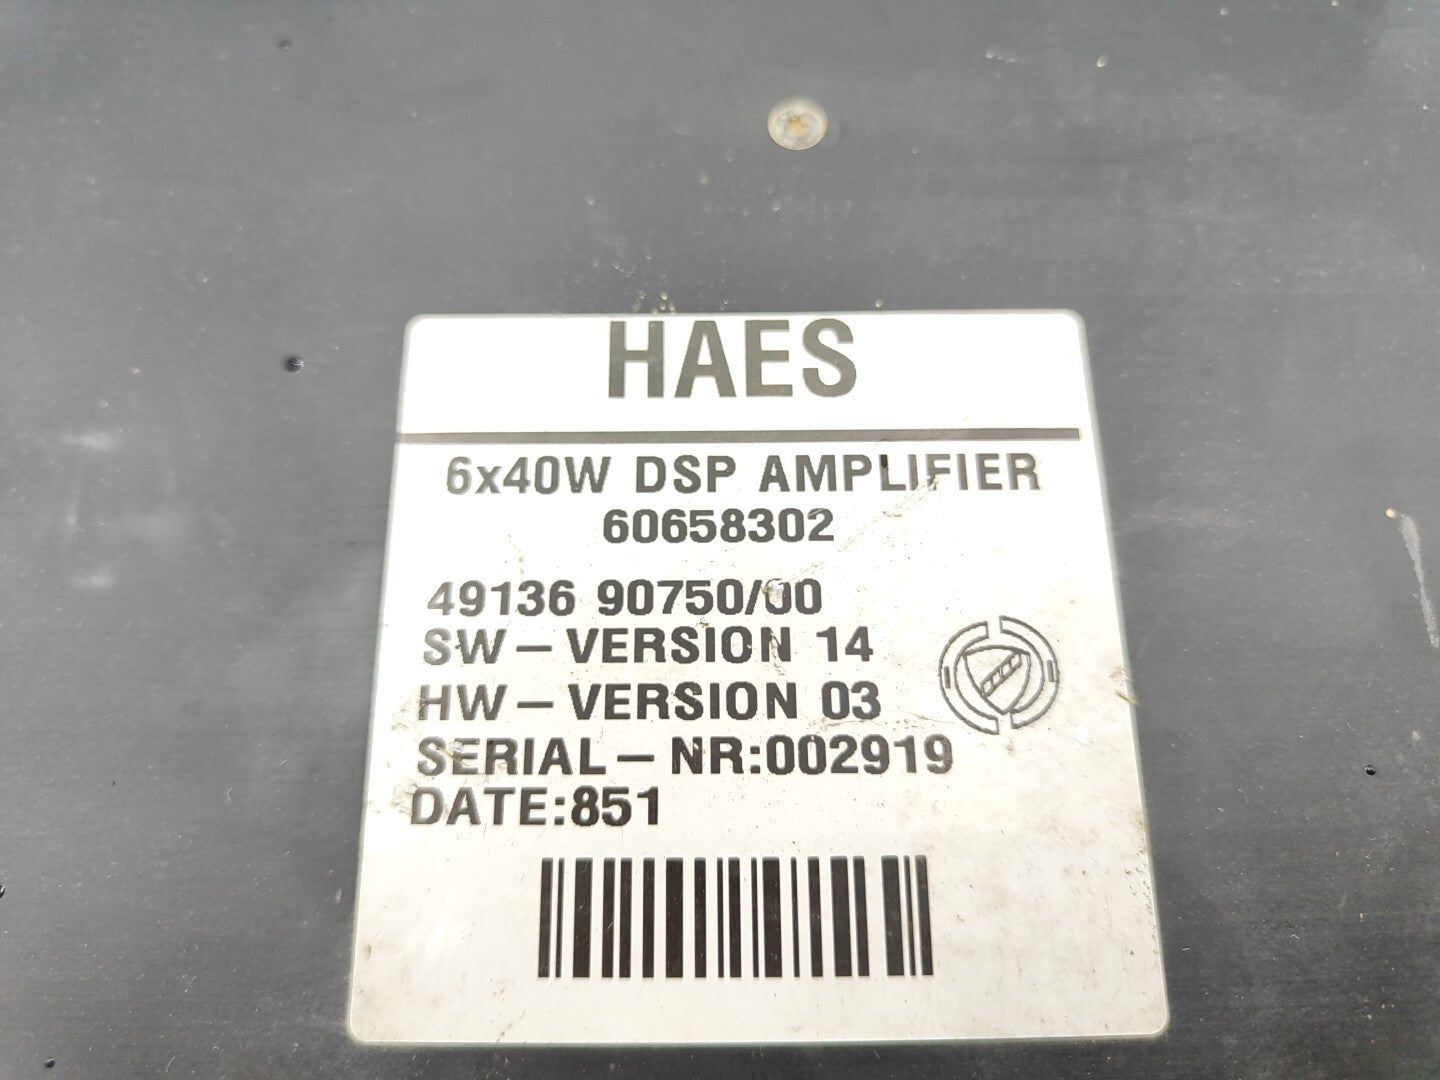 HAES
6x40W DSP AMPLIFIER
60658302
49136 90750/00
SW-VERSION 14
HW-VERSION 03
SERIAL-NR:002919
DATE:851